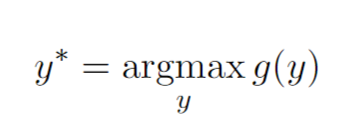 y* = argmax g(y)
y